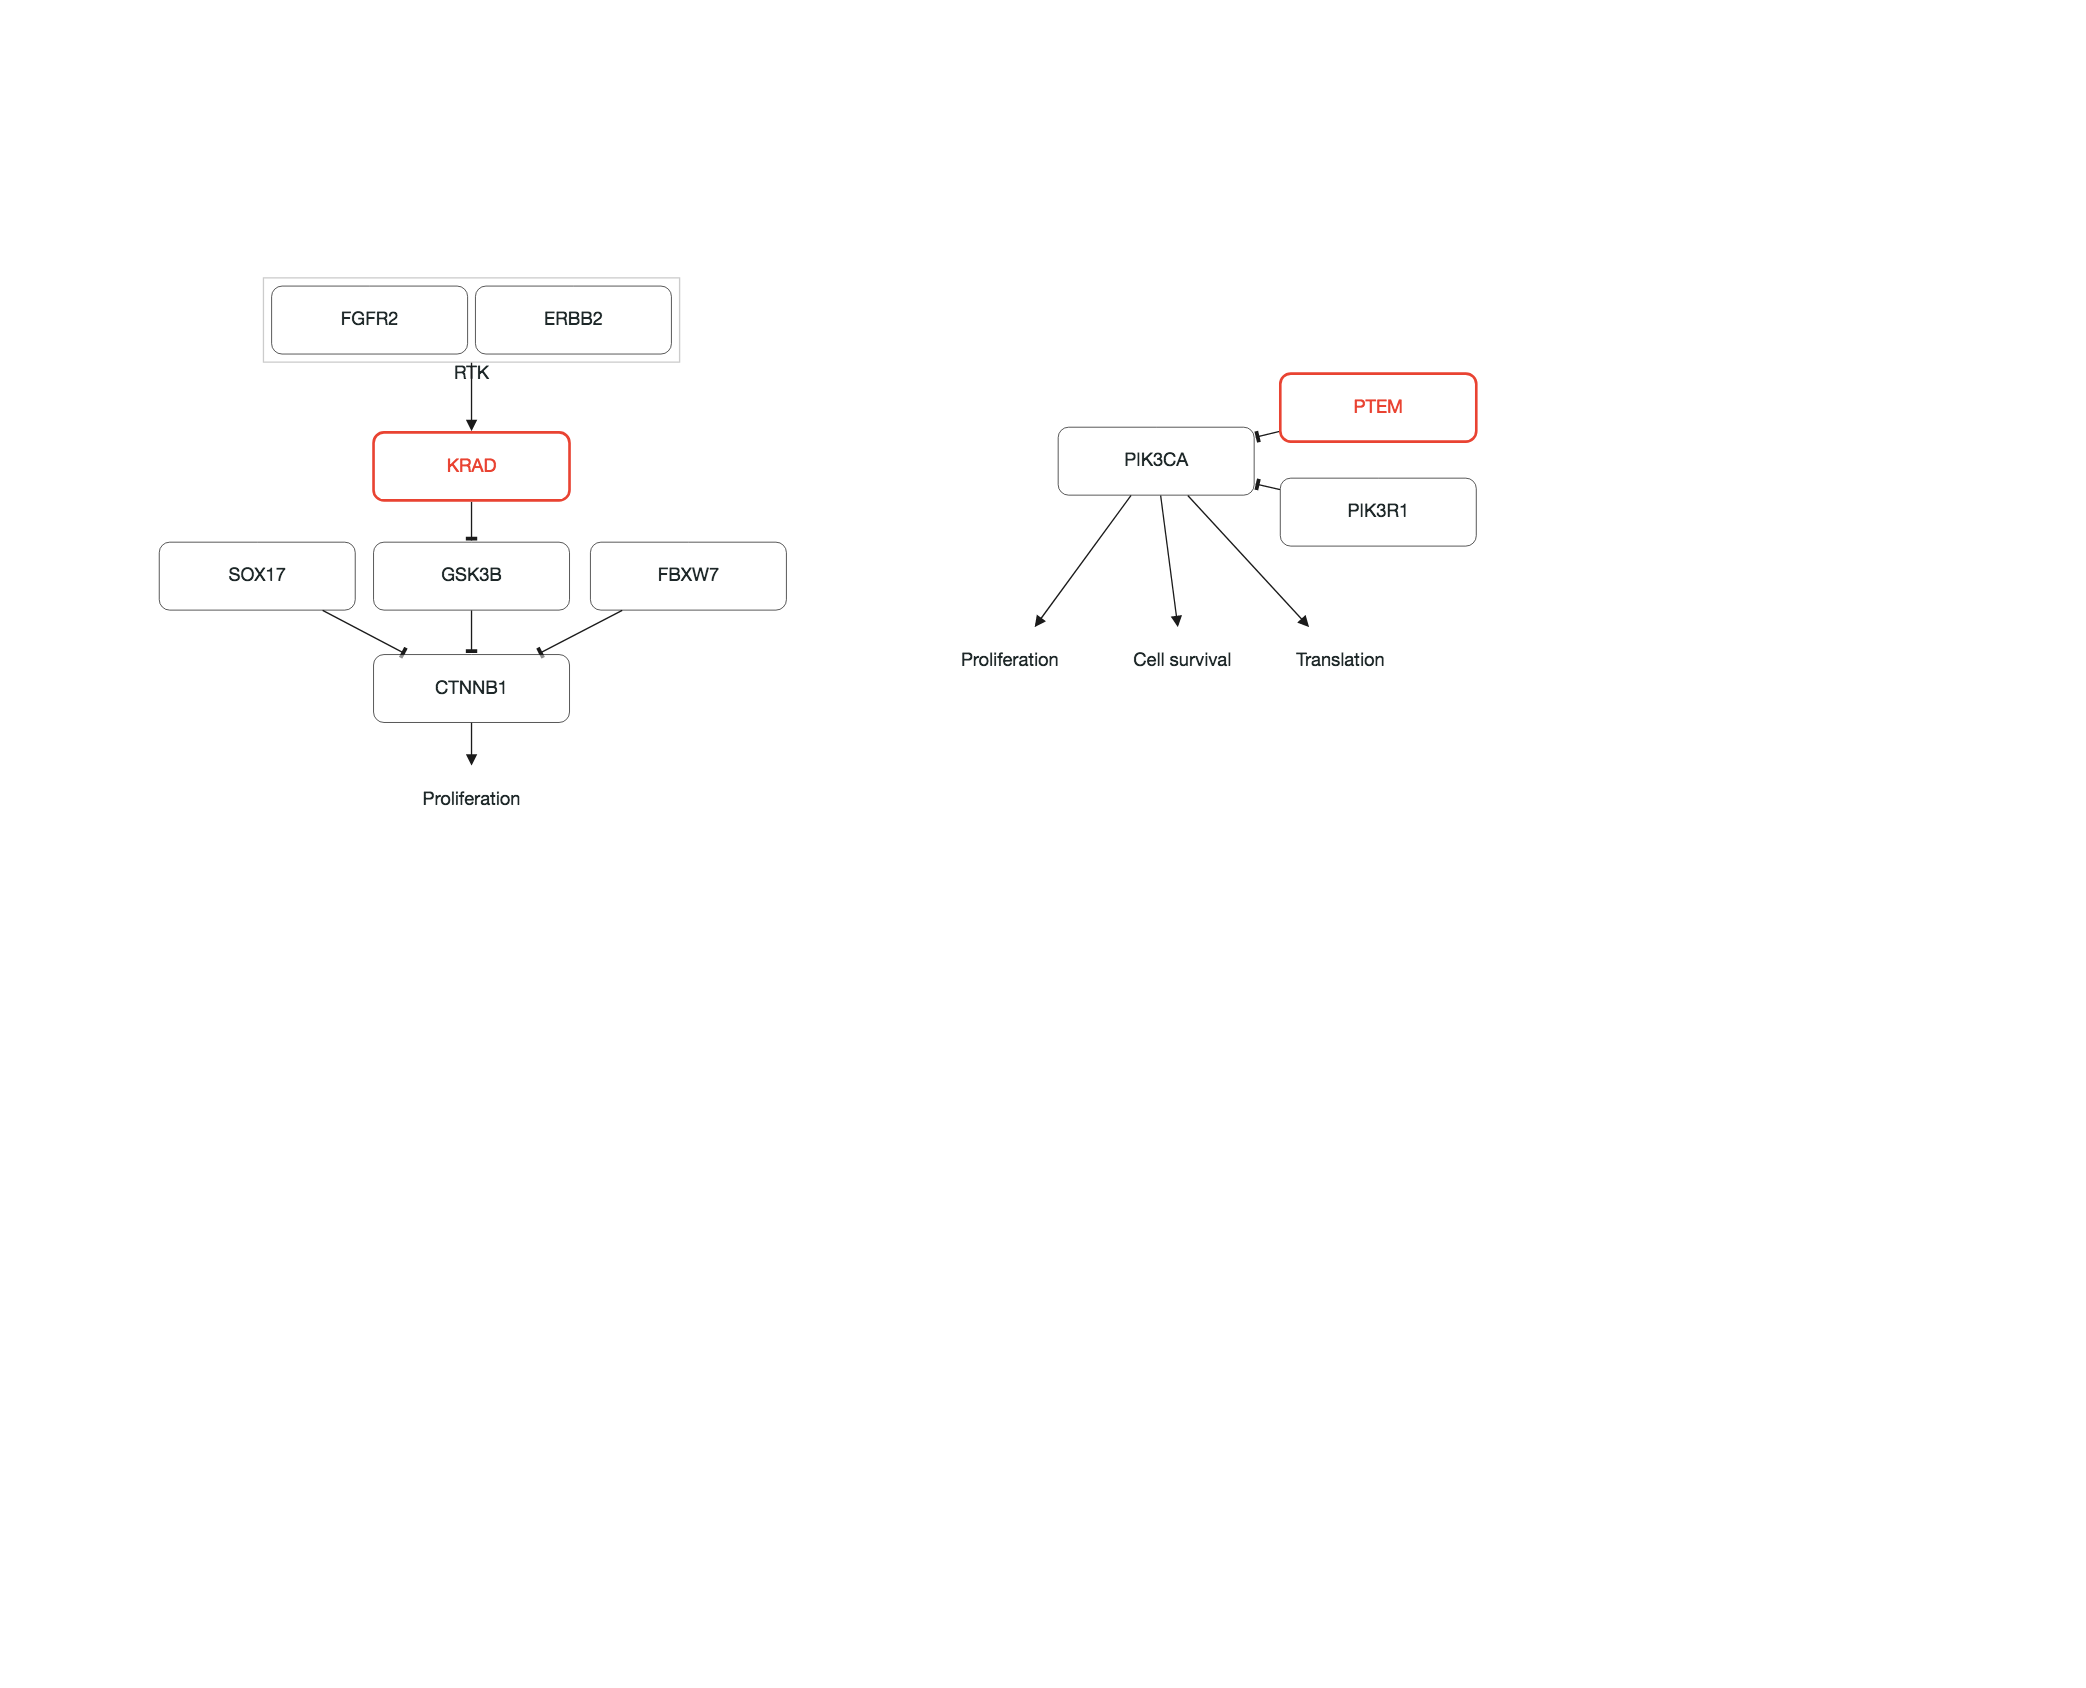 FGFR2
ERBB2
RTK
KRAD
SOX17
GSK3B
FBXW7
CTNNB1
Proliferation
PTEM
PIK3CA
PIK3R1
Proliferation
Cell survival
Translation